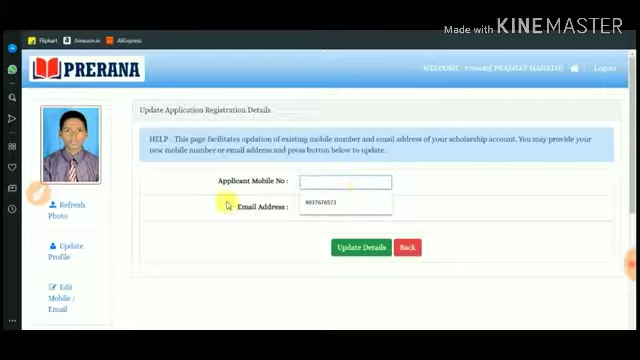 Made with KINEMASTER
Flipkart Amazon.in AliExpress
PRERANA
WELCOME
Logout
Update Application Registration Details
HELP : This page facilitates updation of existing mobile number and email address of your scholarship account. You may provide your
new mobile number or email address and press button below to update.
Applicant Mobile No :
9937676573
Email Address :
Update Details Back
Refresh
Photo
Update
Profile
Edit
Mobile /
Email